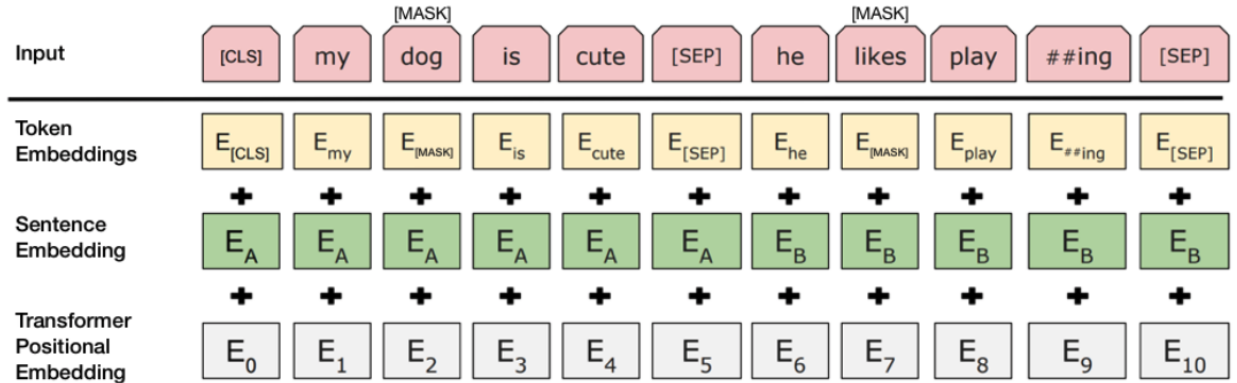 [MASK] [MASK]
Input [CLS] my dog is cute [SEP] he likes play ##ing [SEP]
Token
Embeddings
E[CLS] Emy E[MASK] Eis Ecute E[SEP] Ehe E[MASK] Eplay E##ing E[SEP]
+ + + + + + + + + + +
Sentence
Embedding
EA EA EA EA EA EA EB EB EB EB EB
+ + + + + + + + + + +
Transformer
Positional
Embedding
E0 E1 E2 E3 E4 E5 E6 E7 E8 E9 E10